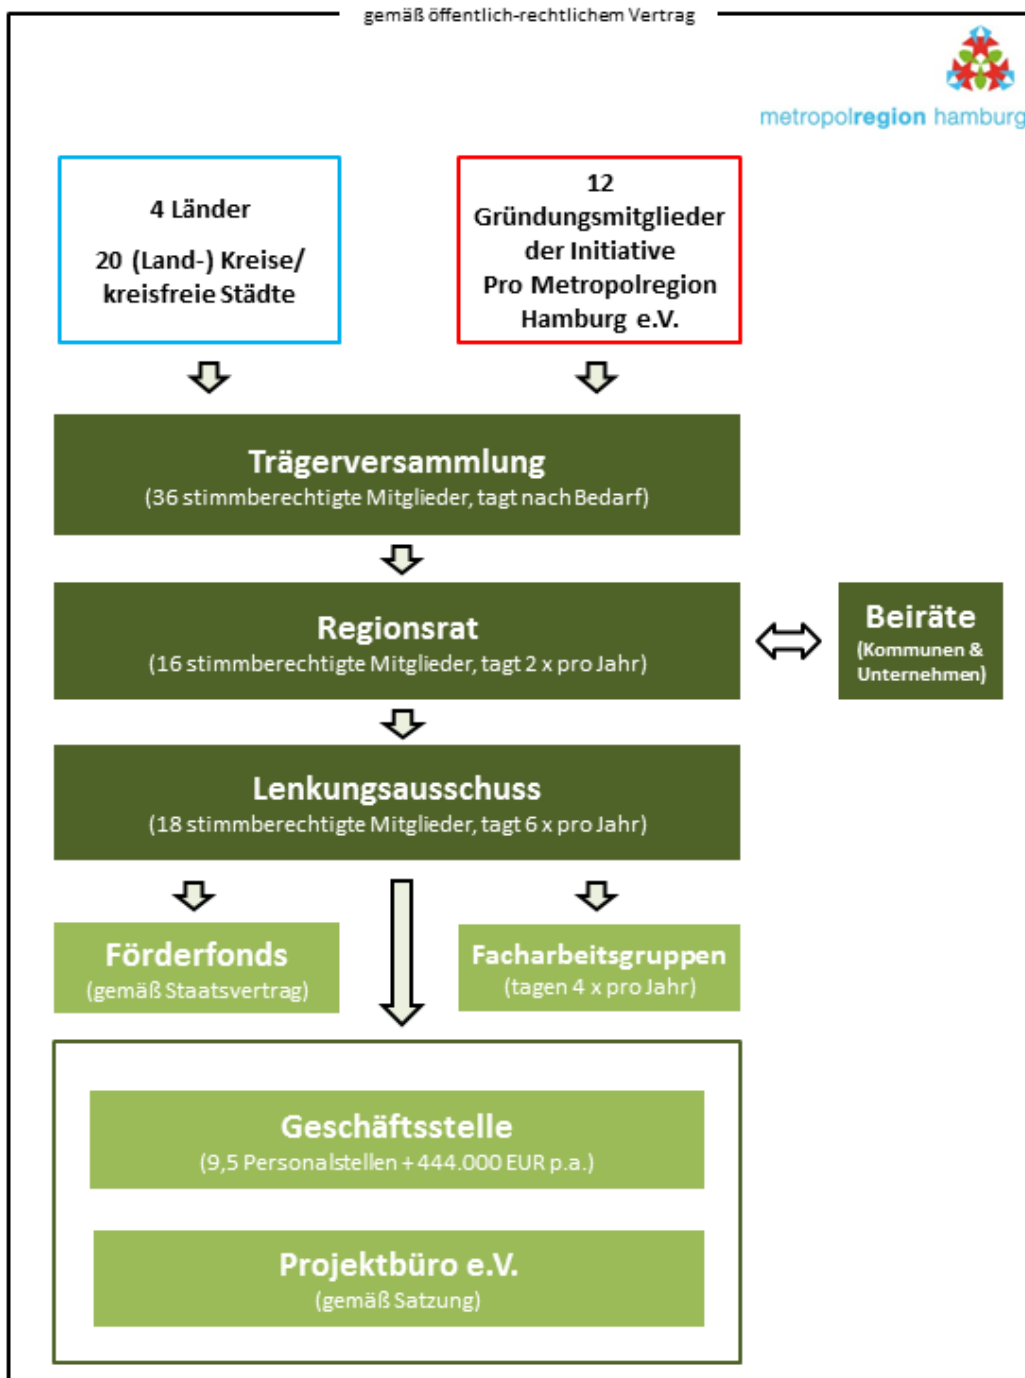 gemäß öffentlich-rechtlichem Vertrag
metropolregion hamburg
4 Länder
20 (Land-) Kreise/
kreisfreie Städte
12
Gründungsmitglieder
der Initiative
Pro Metropolregion
Hamburg e.V.
Trägerversammlung
(36 stimmberechtigte Mitglieder, tagt nach Bedarf)
Regionsrat
(16 stimmberechtigte Mitglieder, tagt 2 x pro Jahr)
Beiräte
(Kommunen &
Unternehmen)
Lenkungsausschuss
(18 stimmberechtigte Mitglieder, tagt 6 x pro Jahr)
Förderfonds
(gemäß Staatsvertrag)
Facharbeitsgruppen
(tagen 4 x pro Jahr)
Geschäftsstelle
(9,5 Personalstellen + 444.000 EUR p.a.)
Projektbüro e.V.
(gemäß Satzung)